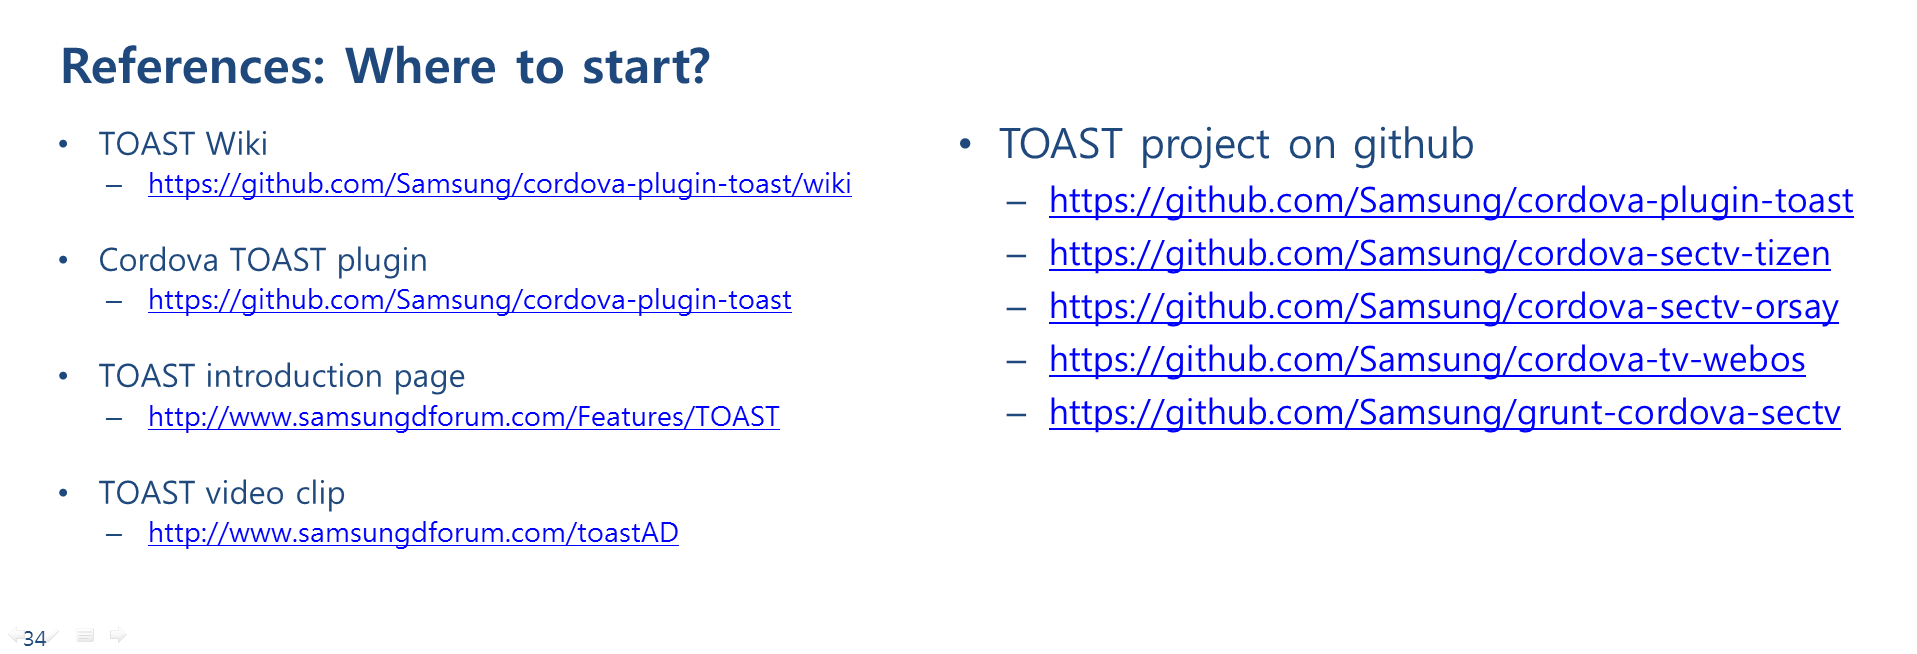 References: Where to start?
• TOAST Wiki
– https://github.com/Samsung/cordova-plugin-toast/wiki
• Cordova TOAST plugin
– https://github.com/Samsung/cordova-plugin-toast
• TOAST introduction page
– http://www.samsungdforum.com/Features/TOAST
• TOAST video clip
– http://www.samsungdforum.com/toastAD
• TOAST project on github
– https://github.com/Samsung/cordova-plugin-toast
– https://github.com/Samsung/cordova-sectv-tizen
– https://github.com/Samsung/cordova-sectv-orsay
– https://github.com/Samsung/cordova-tv-webos
– https://github.com/Samsung/grunt-cordova-sectv
34